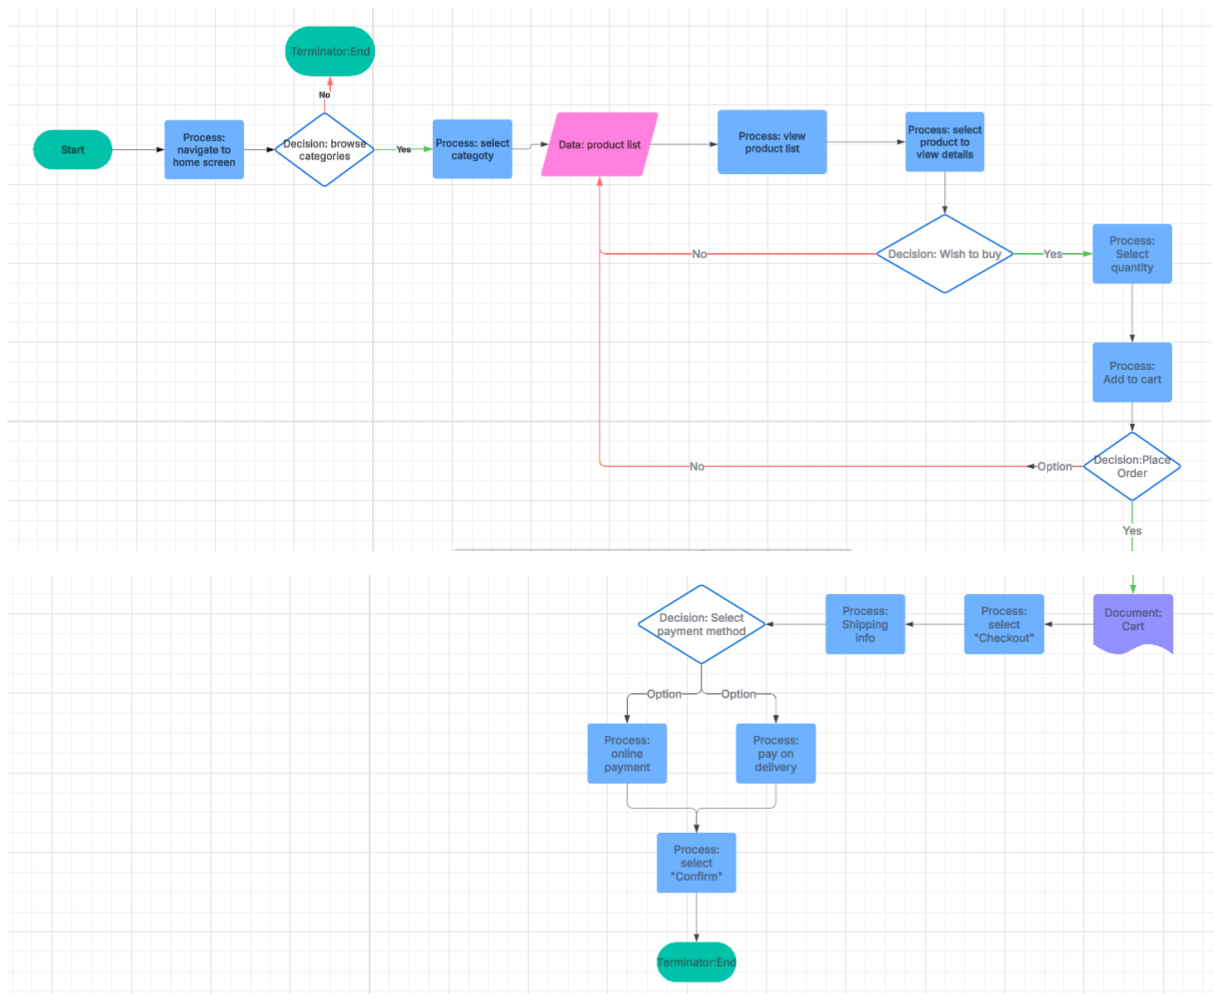 Terminator:End
No
Start
Process:
navigate to
home screen
Decision: browse
categories
Yes
Process: select
categoty
Data: product list
Process: view
product list
Process: select
product to
view details
No
Decision: Wish to buy
Yes
Process:
Select
quantity
Process:
Add to cart
No
Option
Decision:Place
Order
Yes
Document:
Cart
Process:
select
"Checkout"
Process:
Shipping
info
Decision: Select
payment method
Option
Option
Process:
online
payment
Process:
pay on
delivery
Process:
select
"Confirm"
Terminator:End